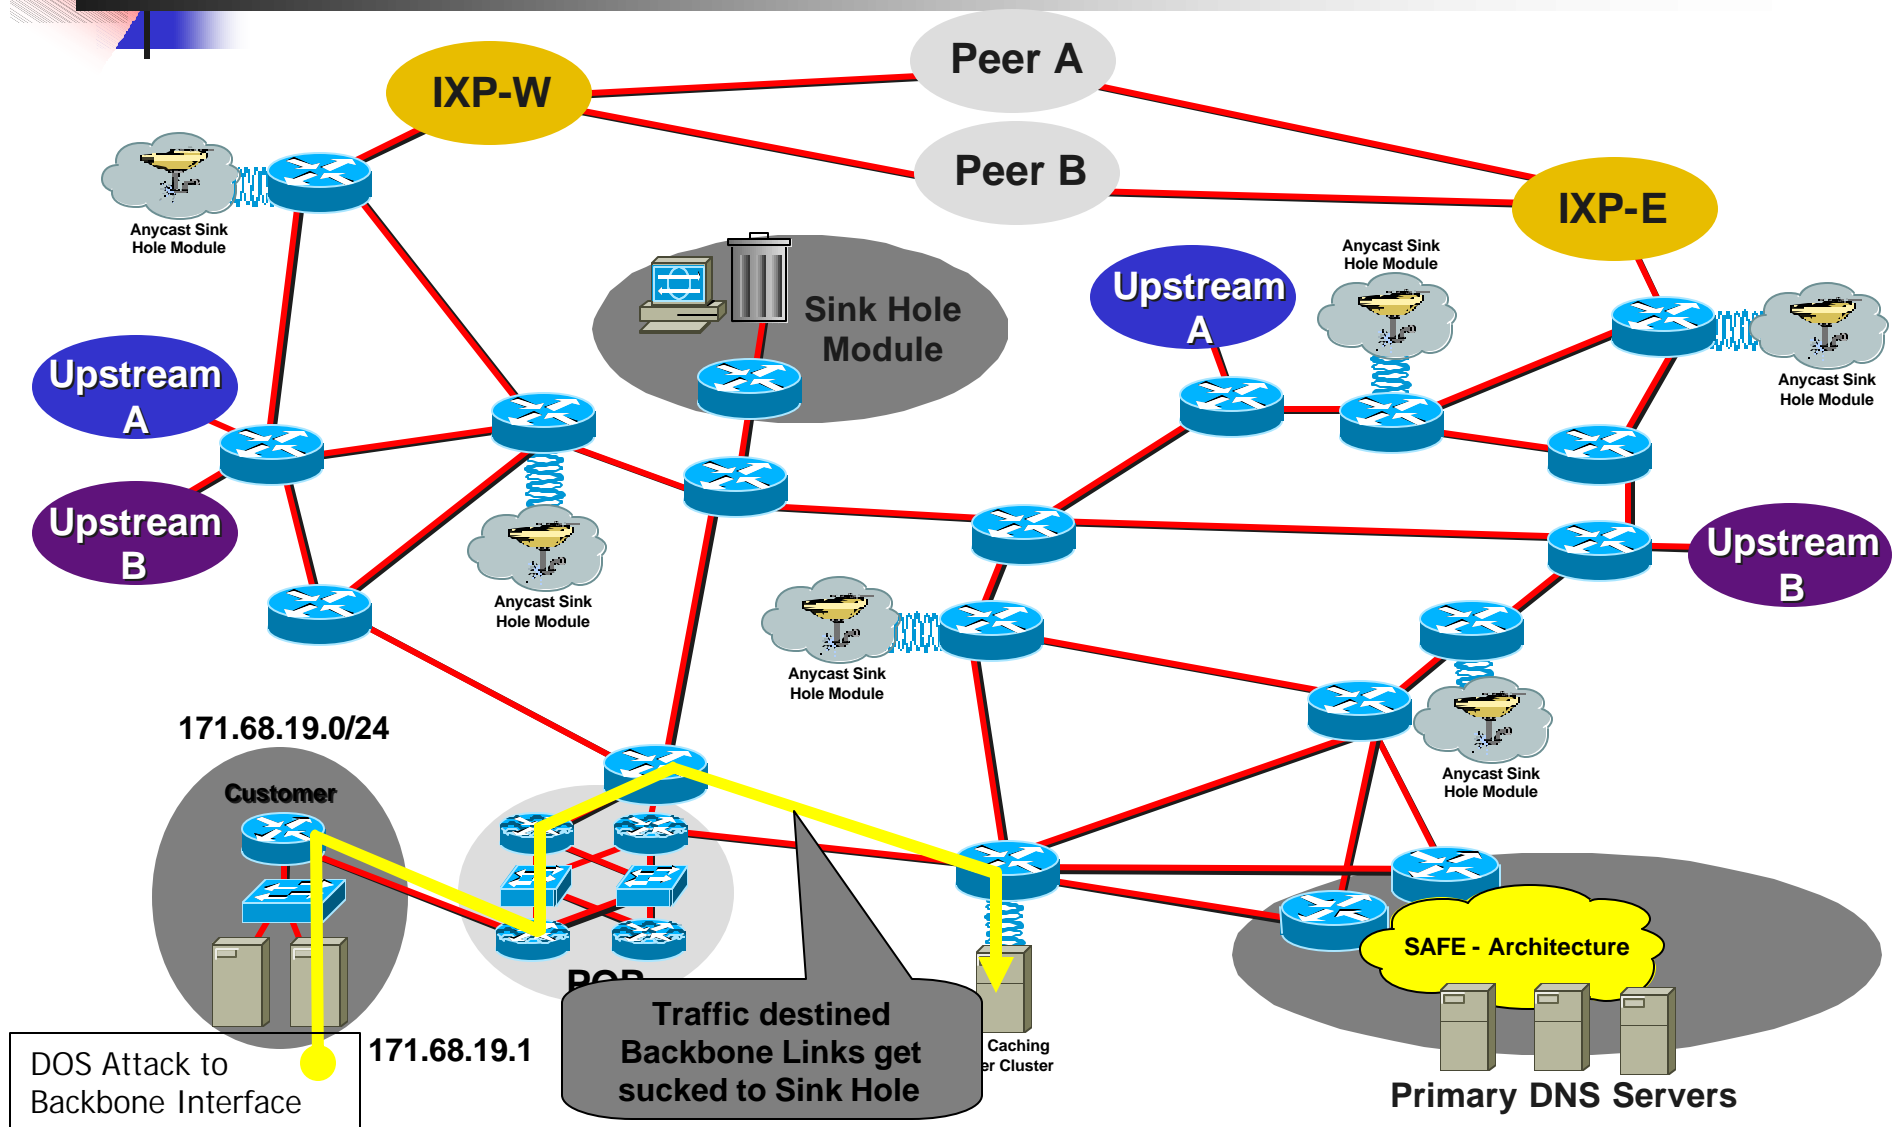 Peer A
IXP-W
Peer B
IXP-E
Anycast Sink
Hole Module
Anycast Sink
Hole Module
Upstream
A
Sink Hole
Module
Upstream
A
Anycast Sink
Hole Module
Upstream
B
Upstream
B
Anycast Sink
Hole Module
Anycast Sink
Hole Module
171.68.19.0/24
Customer
Anycast Sink
Hole Module
SAFE - Architecture
POP
Traffic destined
Backbone Links get
sucked to Sink Hole
Caching
er Cluster
171.68.19.1
DOS Attack to
Backbone Interface
Primary DNS Servers